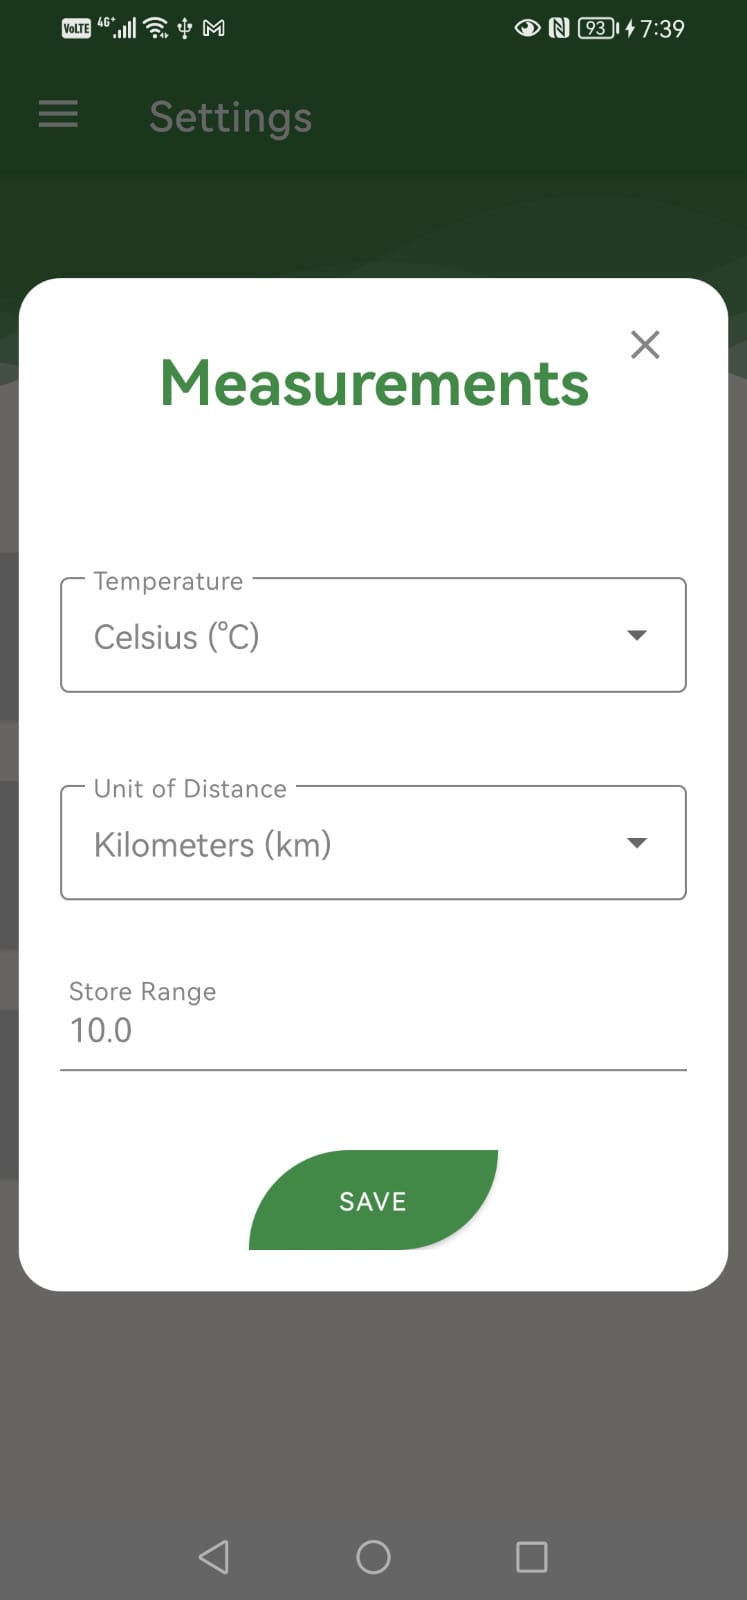 VoLTE 4G+ 93 7:39
Settings
Measurements
Temperature
Celsius (°C)
Unit of Distance
Kilometers (km)
Store Range
10.0
SAVE